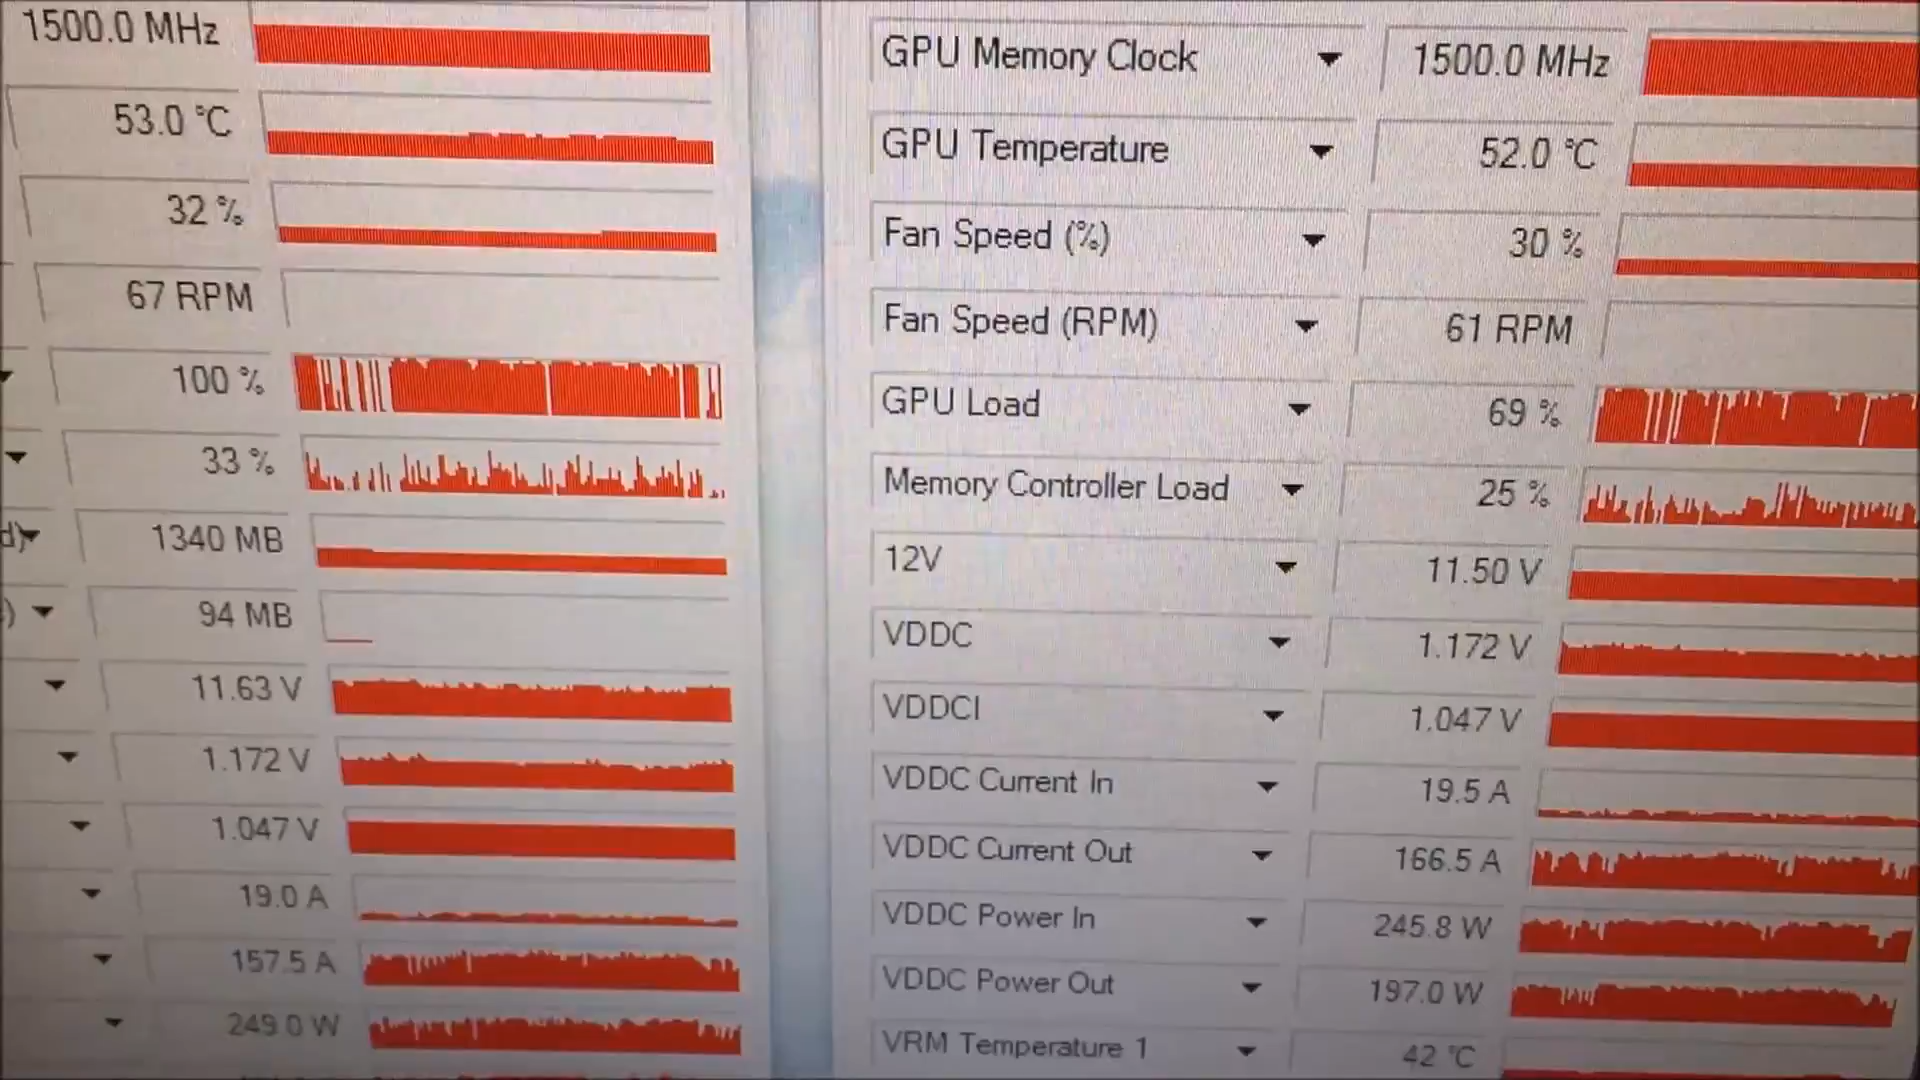 1500.0 MHz
53.0 °C
32 %
67 RPM
100 %
33 %
d) 1340 MB
) 94 MB
11.63 V
1.172 V
1.047 V
19.0 A
157.5 A
249.0 W
GPU Memory Clock 1500.0 MHz
GPU Temperature 52.0 °C
Fan Speed (%) 30 %
Fan Speed (RPM) 61 RPM
GPU Load 69 %
Memory Controller Load 25 %
12V 11.50 V
VDDC 1.172 V
VDDCI 1.047 V
VDDC Current In 19.5 A
VDDC Current Out 166.5 A
VDDC Power In 245.8 W
VDDC Power Out 197.0 W
VRM Temperature 1 42 °C